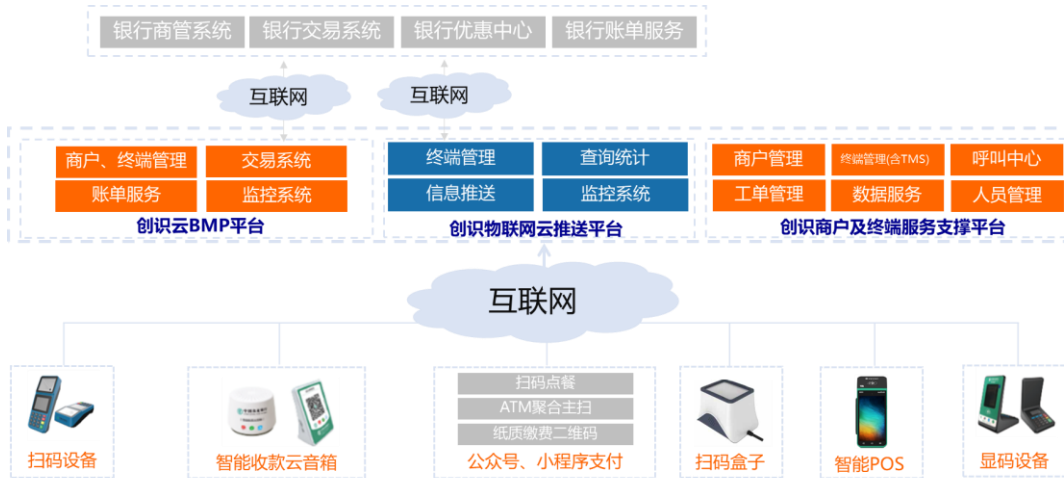 银行商管系统 银行交易系统 银行优惠中心 银行账单服务
互联网 互联网
商户、终端管理 交易系统
账单服务 监控系统
创识云BMP平台
终端管理 查询统计
信息推送 监控系统
创识物联网云推送平台
商户管理 终端管理(含TMS) 呼叫中心
工单管理 数据服务 人员管理
创识商户及终端服务支撑平台
互联网
扫码设备
智能收款云音箱
扫码点餐
ATM聚合主扫
纸质缴费二维码
公众号、小程序支付
扫码盒子
智能POS
显码设备